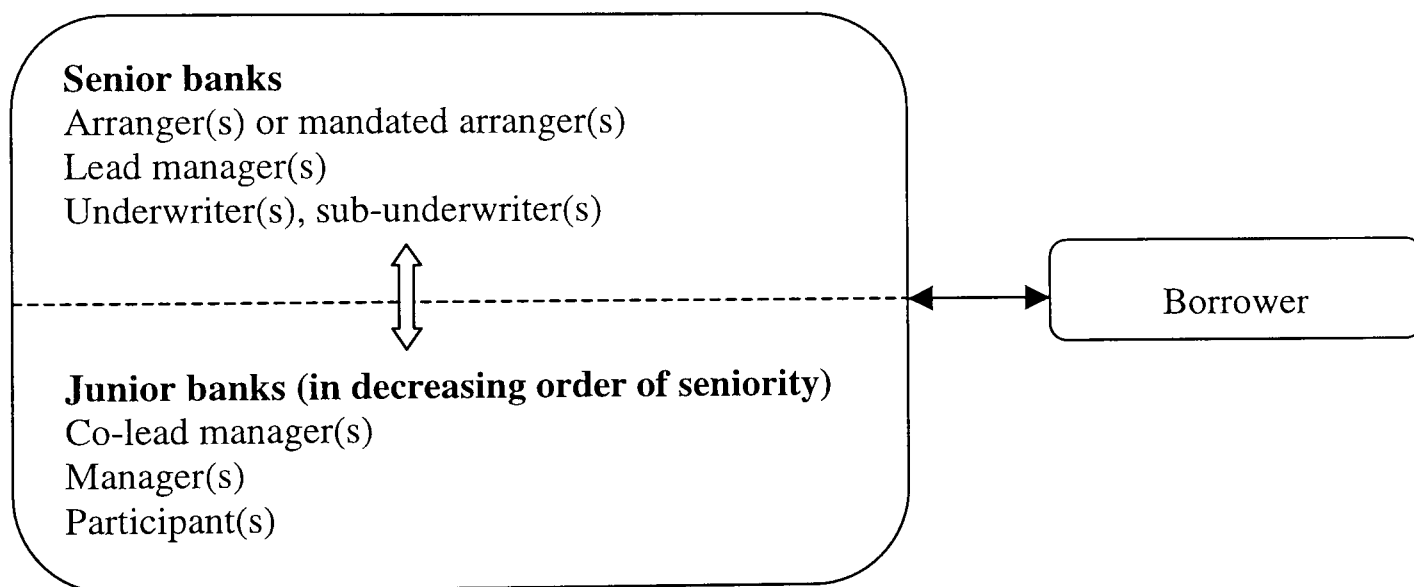 Senior banks
Arranger(s) or mandated arranger(s)
Lead manager(s)
Underwriter(s), sub-underwriter(s)
Borrower
Junior banks (in decreasing order of seniority)
Co-lead manager(s)
Manager(s)
Participant(s)